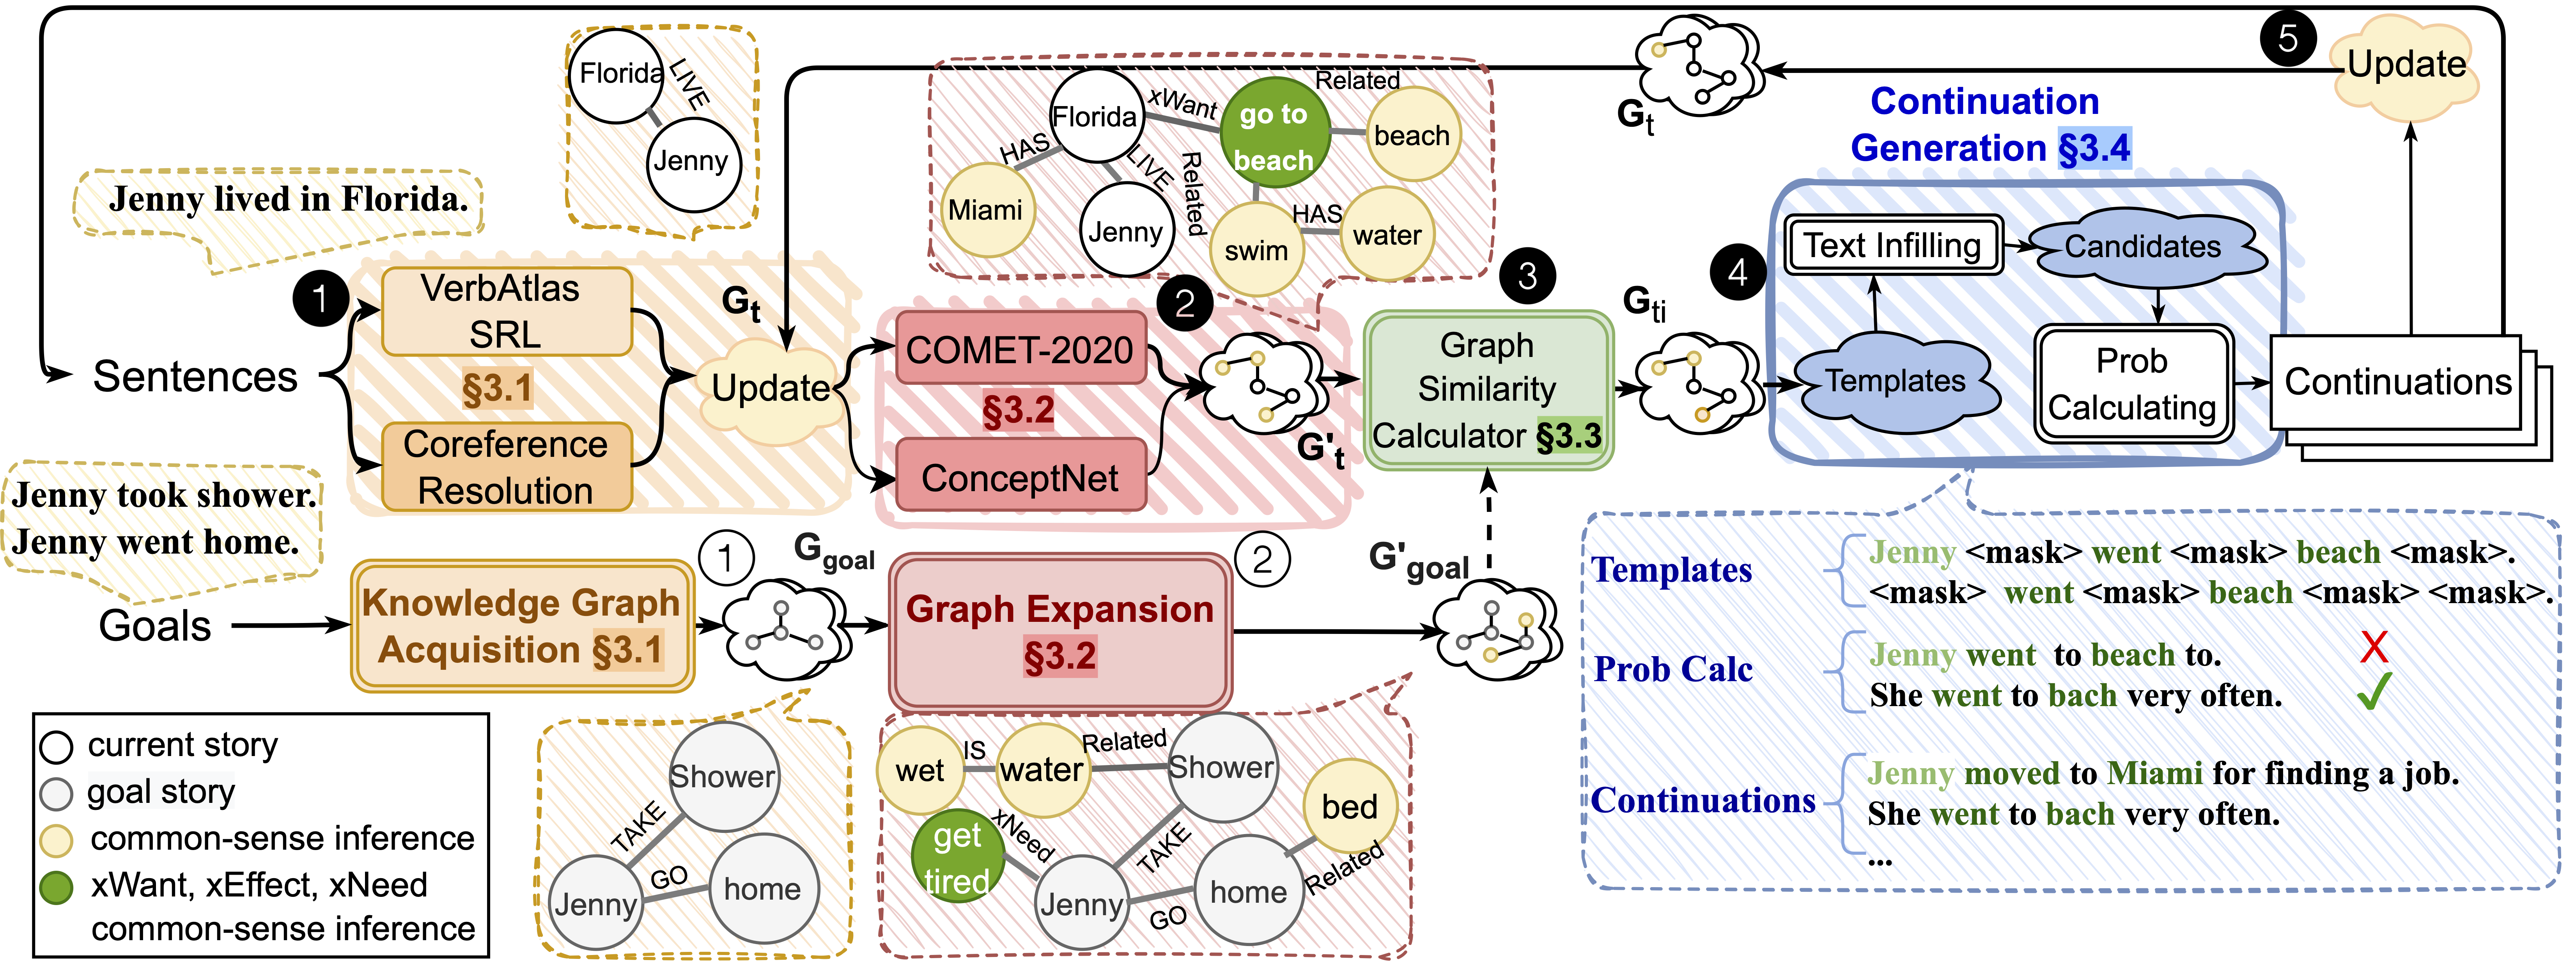 Jenny lived in Florida.
Florida
LIVE
Jenny
1
VerbAtlas
SRL
§3.1
Coreference
Resolution
Sentences
Gt
Update
Florida
xWant
go to
beach
Related
beach
HAS
Miami
LIVE
Jenny
Related
swim
HAS
water
COMET-2020
§3.2
ConceptNet
2
G't
3
Graph
Similarity
Calculator §3.3
Gti
4
Gt
5
Update
Continuation
Generation §3.4
Text Infilling
Candidates
Templates
Prob
Calculating
Continuations
Jenny took shower.
Jenny went home.
Goals
Knowledge Graph
Acquisition §3.1
1
Ggoal
Graph Expansion
§3.2
2
G'goal
current story
goal story
common-sense inference
xWant, xEffect, xNeed
common-sense inference
Shower
TAKE
Jenny
GO
home
wet
IS
water
Related
Shower
get
tired
xNeed
Jenny
TAKE
GO
home
bed
Related
Templates
Jenny <mask> went <mask> beach <mask>.
<mask> went <mask> beach <mask> <mask>.
Prob Calc
Jenny went to beach to. X
She went to bach very often. ✓
Continuations
Jenny moved to Miami for finding a job.
She went to bach very often.
...